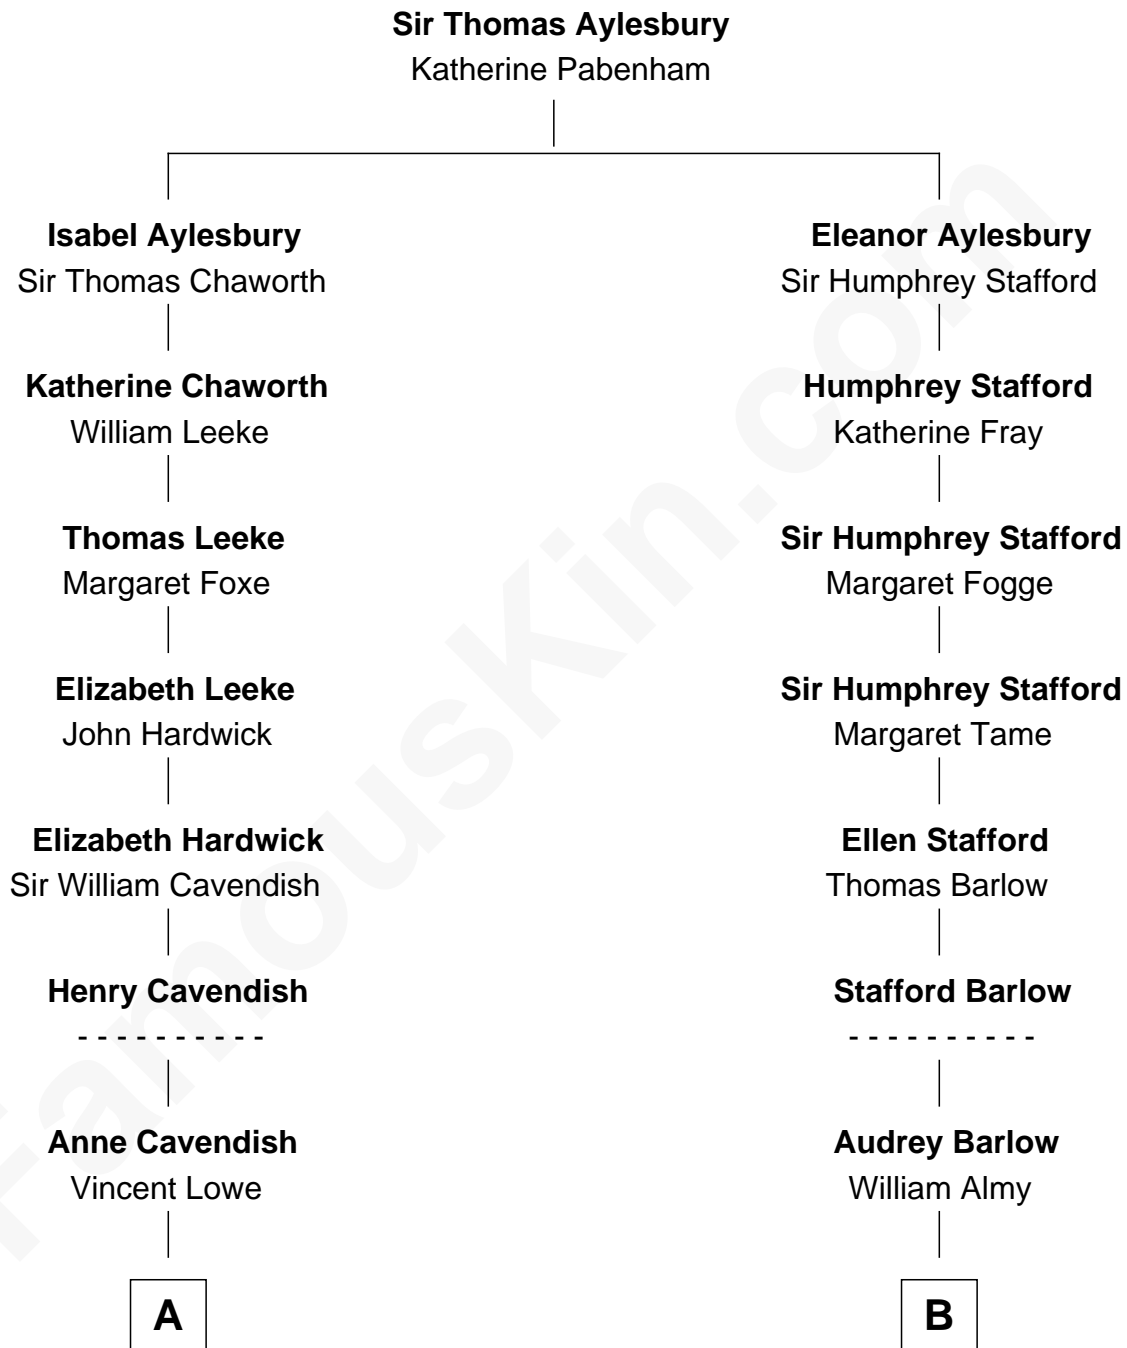 Sir Thomas Aylesbury
Katherine Pabenham
Isabel Aylesbury
Sir Thomas Chaworth
Eleanor Aylesbury
Sir Humphrey Stafford
Katherine Chaworth
William Leeke
Humphrey Stafford
Katherine Fray
Thomas Leeke
Margaret Foxe
Sir Humphrey Stafford
Margaret Fogge
Elizabeth Leeke
John Hardwick
Sir Humphrey Stafford
Margaret Tame
Elizabeth Hardwick
Sir William Cavendish
Ellen Stafford
Thomas Barlow
Henry Cavendish
- - - - - - - - - -
Stafford Barlow
- - - - - - - - - -
Anne Cavendish
Vincent Lowe
Audrey Barlow
William Almy
A
B
FamousKin.com